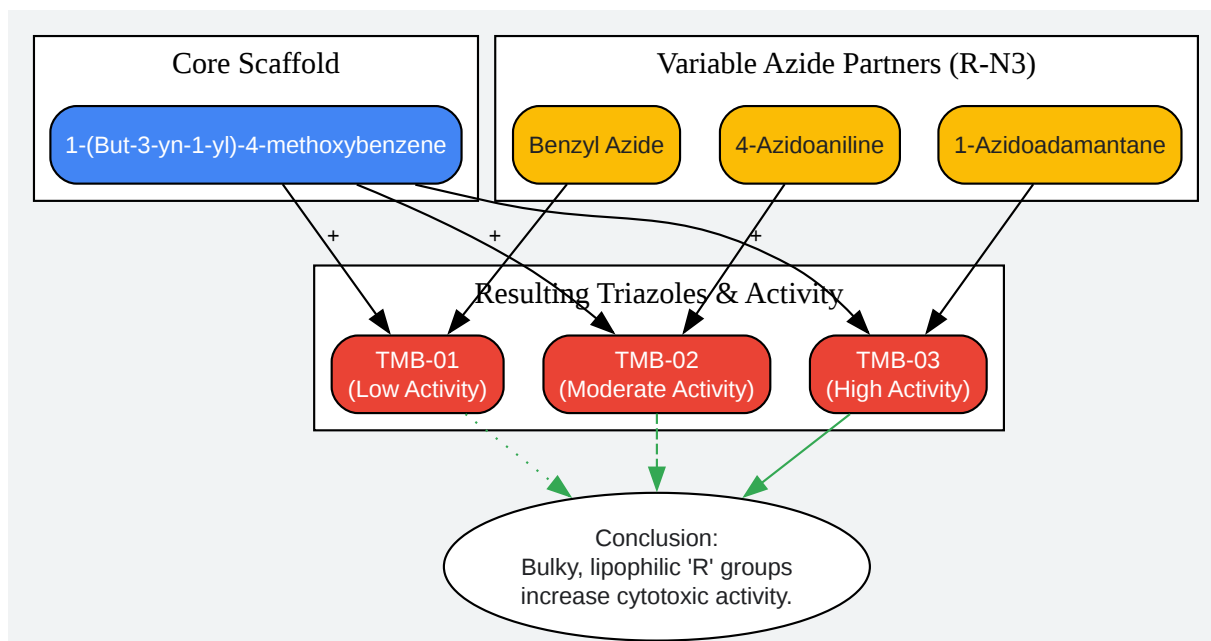 Core Scaffold
Variable Azide Partners (R-N3)
1-(But-3-yn-1-yl)-4-methoxybenzene
Benzyl Azide
4-Azidoaniline
1-Azidoadamantane
+
+
+
Resulting Triazoles & Activity
TMB-01
(Low Activity)
TMB-02
(Moderate Activity)
TMB-03
(High Activity)
Conclusion:
Bulky, lipophilic 'R' groups
increase cytotoxic activity.